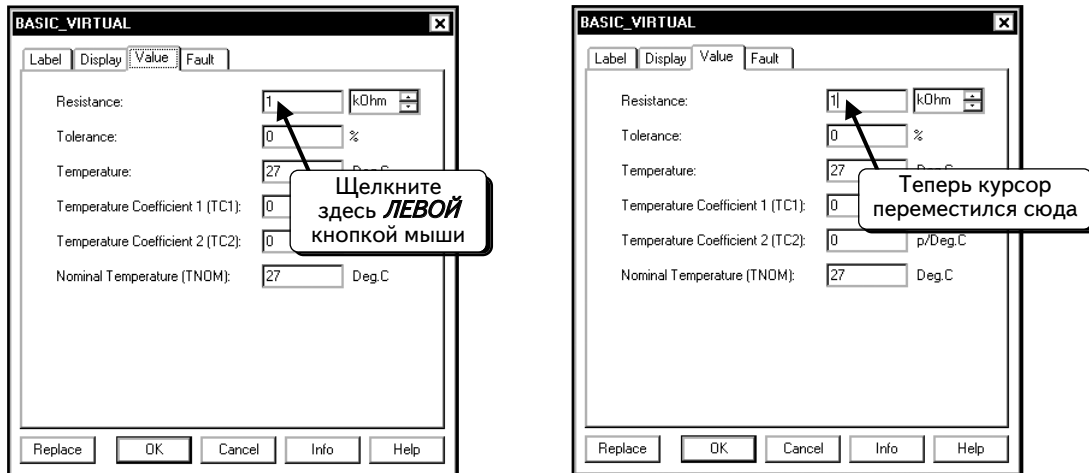 BASIC_VIRTUAL
Label Display Value Fault
Resistance: 1 kOhm
Tolerance: 0 %
Temperature: 27 Deg.C
Temperature Coefficient 1 (TC1): 0
Temperature Coefficient 2 (TC2): 0
Nominal Temperature (TNOM): 27 Deg.C
Щелкните
здесь ЛЕВОЙ
кнопкой мыши
Replace OK Cancel Info Help
BASIC_VIRTUAL
Label Display Value Fault
Resistance: 1 kOhm
Tolerance: 0 %
Temperature: 27 Deg.C
Temperature Coefficient 1 (TC1): 0
Temperature Coefficient 2 (TC2): 0 p/Deg.C
Nominal Temperature (TNOM): 27 Deg.C
Теперь курсор
переместился сюда
Replace OK Cancel Info Help